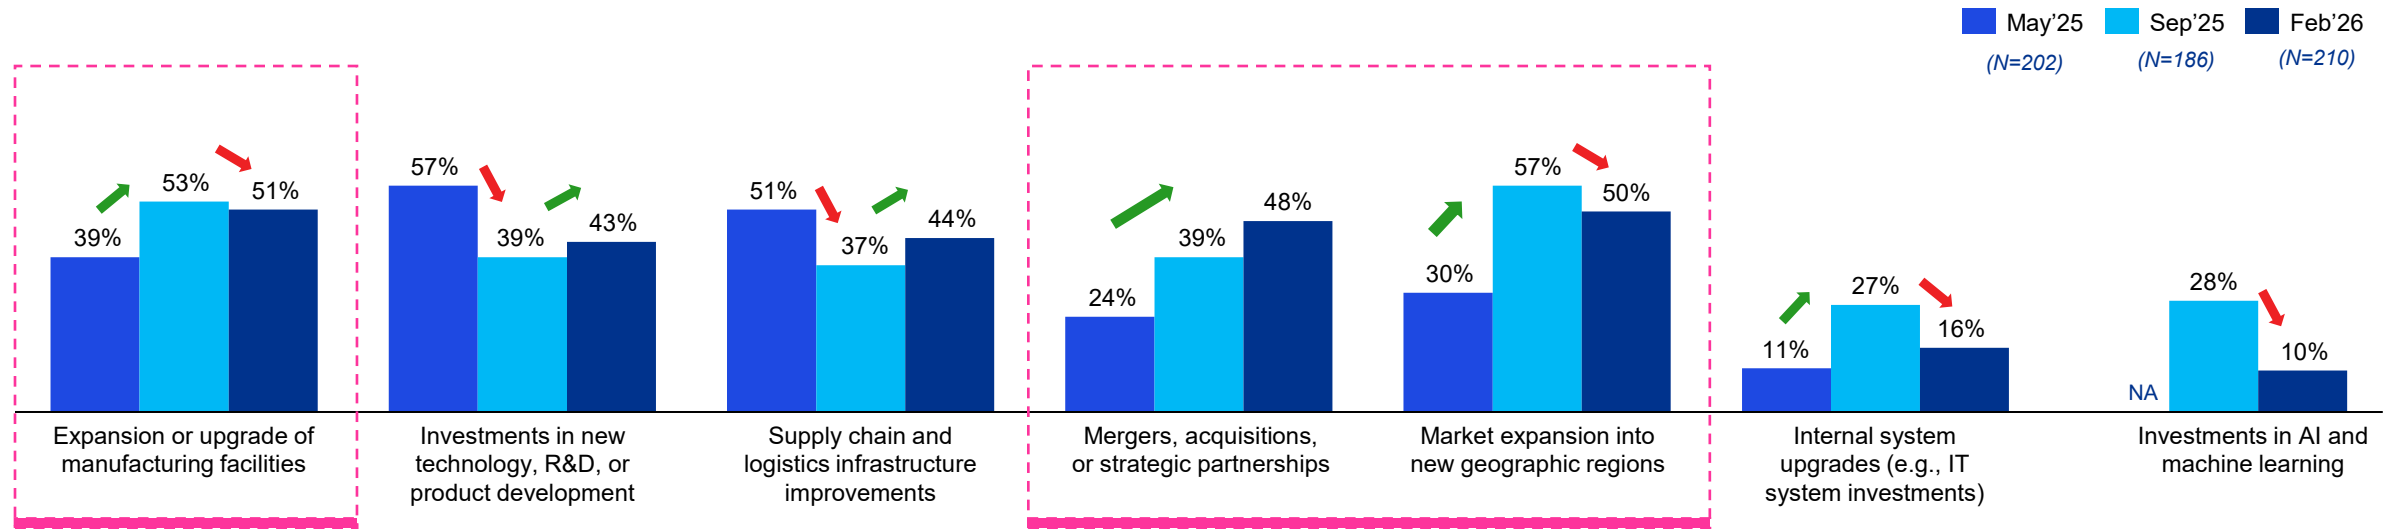 May’25 Sep’25 Feb’26
(N=202) (N=186) (N=210)
39% 53% 51%
57% 39% 43%
51% 37% 44%
24% 39% 48%
30% 57% 50%
11% 27% 16%
NA 28% 10%
Expansion or upgrade of
manufacturing facilities
Investments in new
technology, R&D, or
product development
Supply chain and
logistics infrastructure
improvements
Mergers, acquisitions,
or strategic partnerships
Market expansion into
new geographic regions
Internal system
upgrades (e.g., IT
system investments)
Investments in AI and
machine learning